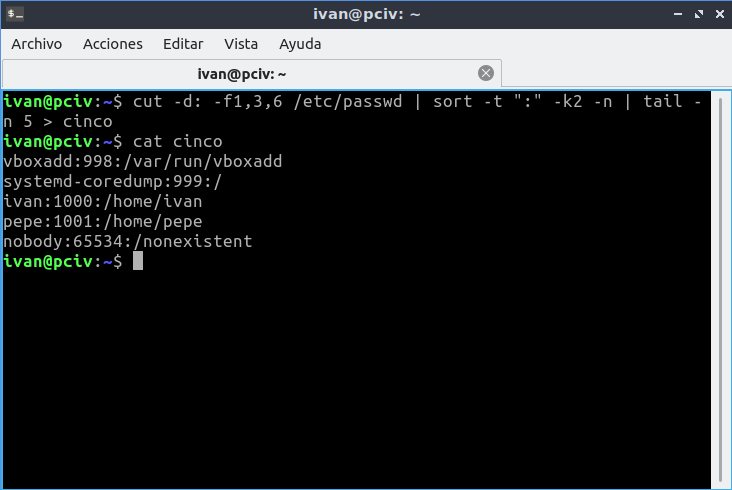 ivan@pciv: ~
Archivo Acciones Editar Vista Ayuda
ivan@pciv: ~
ivan@pciv:~$ cut -d: -f1,3,6 /etc/passwd | sort -t ":" -k2 -n | tail -
n 5 > cinco
ivan@pciv:~$ cat cinco
vboxadd:998:/var/run/vboxadd
systemd-coredump:999:/
ivan:1000:/home/ivan
pepe:1001:/home/pepe
nobody:65534:/nonexistent
ivan@pciv:~$